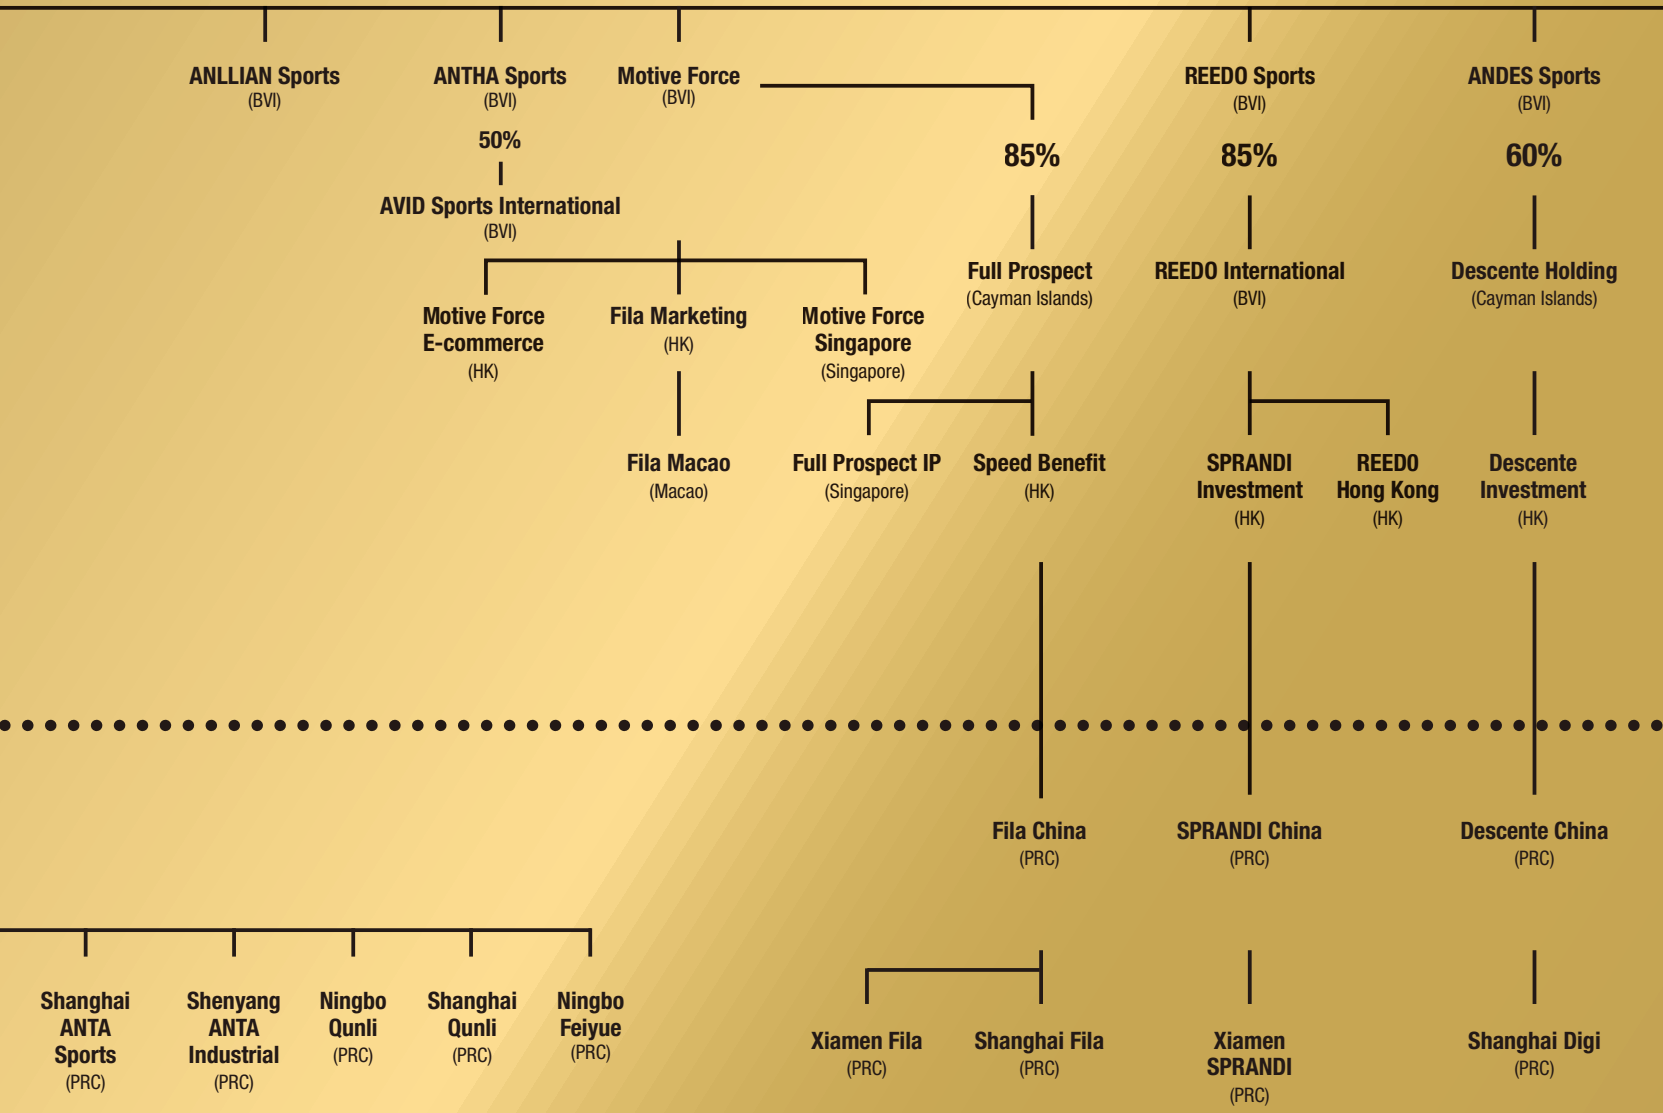 ANLLIAN Sports
(BVI)
ANTHA Sports
(BVI)
50%
AVID Sports International
(BVI)
Motive Force
(BVI)
Motive Force
E-commerce
(HK)
Fila Marketing
(HK)
Motive Force
Singapore
(Singapore)
Fila Macao
(Macao)
85%
Full Prospect
(Cayman Islands)
Full Prospect IP
(Singapore)
Speed Benefit
(HK)
REEDO Sports
(BVI)
85%
REEDO International
(BVI)
SPRANDI
Investment
(HK)
REEDO
Hong Kong
(HK)
ANDES Sports
(BVI)
60%
Descente Holding
(Cayman Islands)
Descente
Investment
(HK)
Fila China
(PRC)
SPRANDI China
(PRC)
Descente China
(PRC)
Shanghai
ANTA
Sports
(PRC)
Shenyang
ANTA
Industrial
(PRC)
Ningbo
Qunli
(PRC)
Shanghai
Qunli
(PRC)
Ningbo
Feiyue
(PRC)
Xiamen Fila
(PRC)
Shanghai Fila
(PRC)
Xiamen
SPRANDI
(PRC)
Shanghai Digi
(PRC)